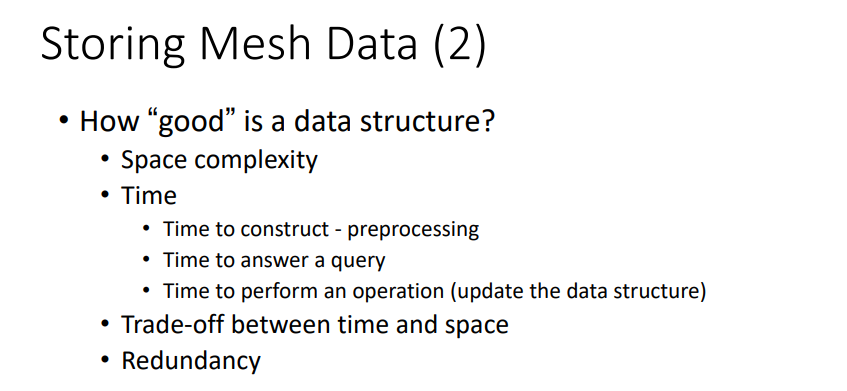 Storing Mesh Data (2)
• How “good” is a data structure?
• Space complexity
• Time
• Time to construct - preprocessing
• Time to answer a query
• Time to perform an operation (update the data structure)
• Trade-off between time and space
• Redundancy